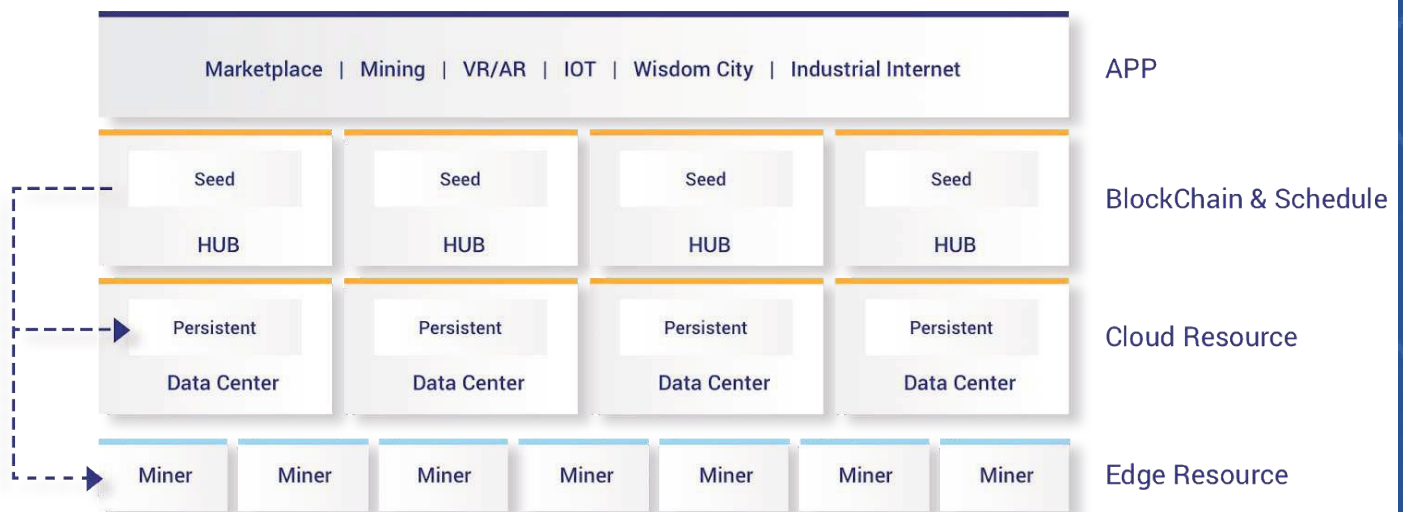 Marketplace | Mining | VR/AR | IOT | Wisdom City | Industrial Internet
APP
Seed Seed Seed Seed
BlockChain & Schedule
HUB HUB HUB HUB
Persistent Persistent Persistent Persistent
Cloud Resource
Data Center Data Center Data Center Data Center
Miner Miner Miner Miner Miner Miner Miner
Edge Resource